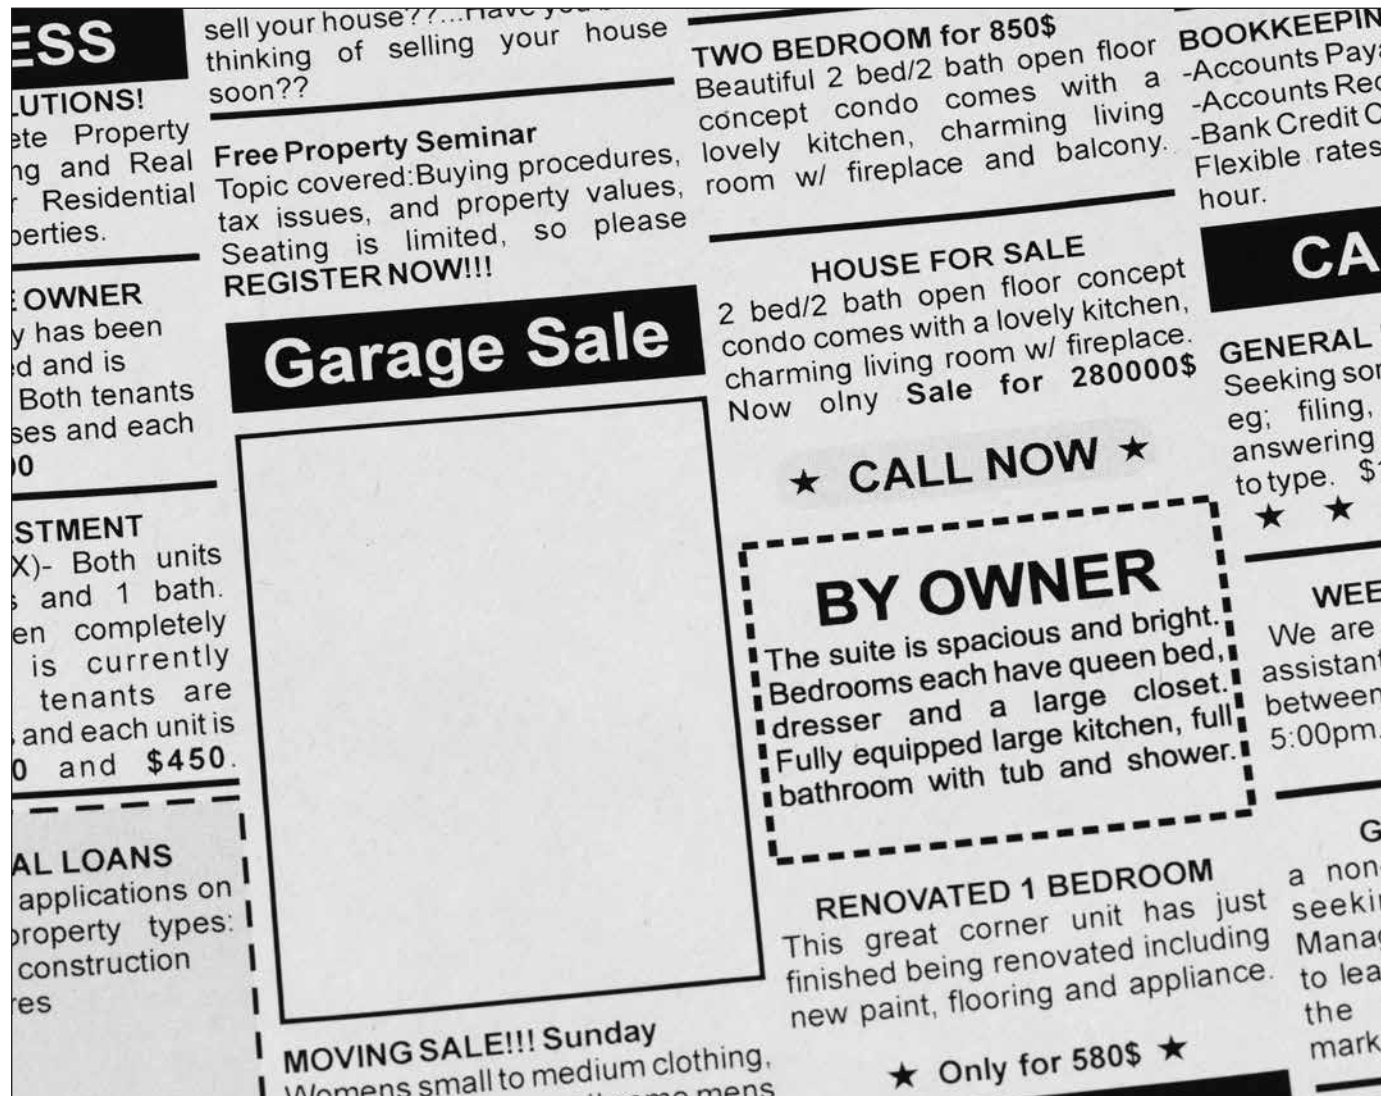 ESS
LUTIONS!
ete Property
ng and Real
Residential
perties.
OWNER
y has been
ed and is
Both tenants
ses and each
00
STMENT
X)- Both units
s and 1 bath.
en completely
is currently
tenants are
and each unit is
0 and $450.
AL LOANS
applications on
property types:
construction
res
sell your house??...Have you
thinking of selling your house
soon??
Free Property Seminar
Topic covered:Buying procedures,
tax issues, and property values,
Seating is limited, so please
REGISTER NOW!!!
Garage Sale
MOVING SALE!!! Sunday
Womens small to medium clothing,
mens
TWO BEDROOM for 850$
Beautiful 2 bed/2 bath open floor
concept condo comes with a
lovely kitchen, charming living
room w/ fireplace and balcony.
HOUSE FOR SALE
2 bed/2 bath open floor concept
condo comes with a lovely kitchen,
charming living room w/ fireplace.
Now olny Sale for 280000$
★ CALL NOW ★
BY OWNER
The suite is spacious and bright.
Bedrooms each have queen bed,
dresser and a large closet.
Fully equipped large kitchen, full
bathroom with tub and shower.
RENOVATED 1 BEDROOM
This great corner unit has just
finished being renovated including
new paint, flooring and appliance.
★ Only for 580$ ★
BOOKKEEPIN
-Accounts Paya
-Accounts Rec
-Bank Credit C
Flexible rates
hour.
CA
GENERAL
Seeking som
eg; filing,
answering
to type. $1
★ ★
WEE
We are
assistant
between
5:00pm.
G
a non-
seekin
Manag
to lea
the
mark